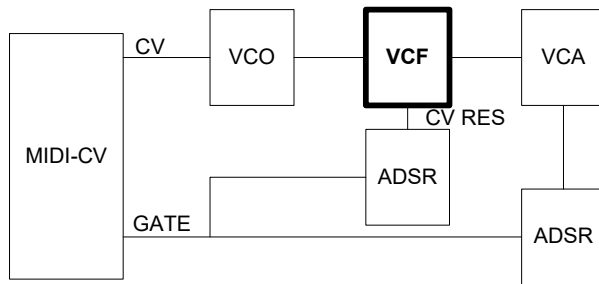 CV
VCO
VCF
VCA
CV RES
MIDI-CV
ADSR
GATE
ADSR